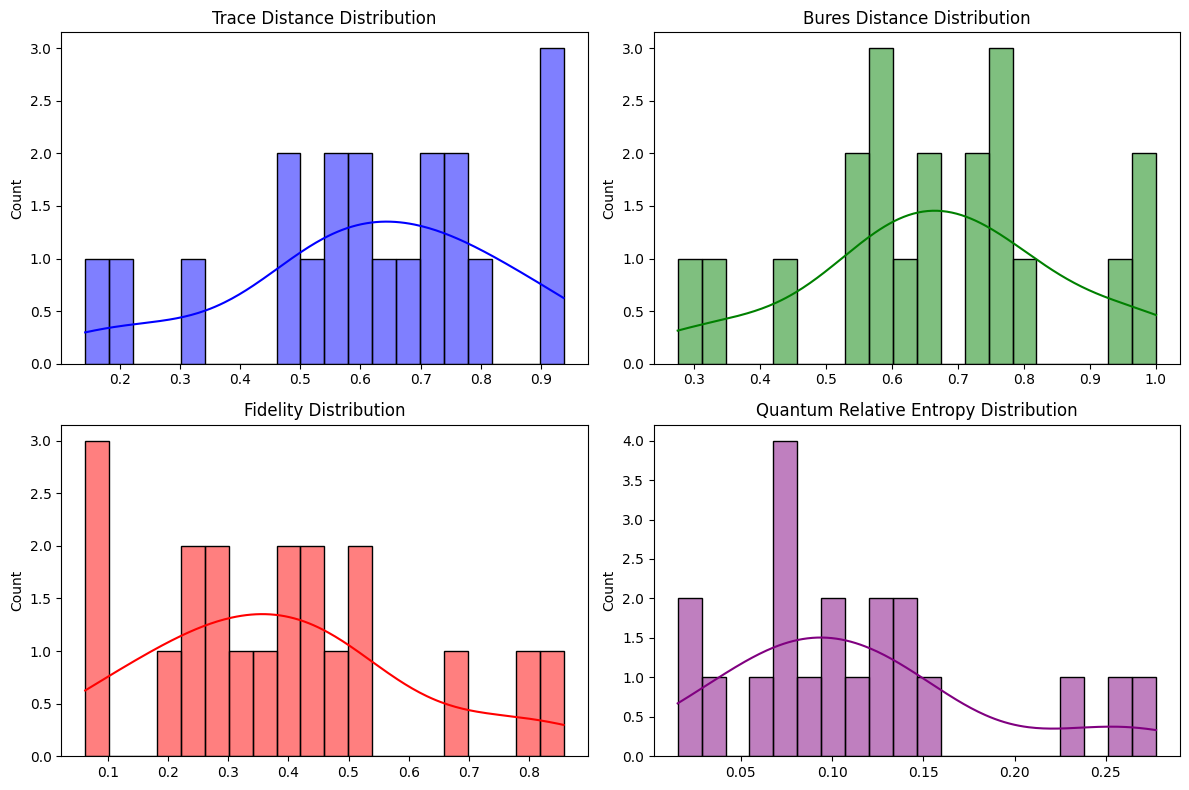 Trace Distance Distribution
Count
3.0
2.5
2.0
1.5
1.0
0.5
0.0
0.2 0.3 0.4 0.5 0.6 0.7 0.8 0.9
Bures Distance Distribution
Count
3.0
2.5
2.0
1.5
1.0
0.5
0.0
0.3 0.4 0.5 0.6 0.7 0.8 0.9 1.0
Fidelity Distribution
Count
3.0
2.5
2.0
1.5
1.0
0.5
0.0
0.1 0.2 0.3 0.4 0.5 0.6 0.7 0.8
Quantum Relative Entropy Distribution
Count
4.0
3.5
3.0
2.5
2.0
1.5
1.0
0.5
0.0
0.05 0.10 0.15 0.20 0.25